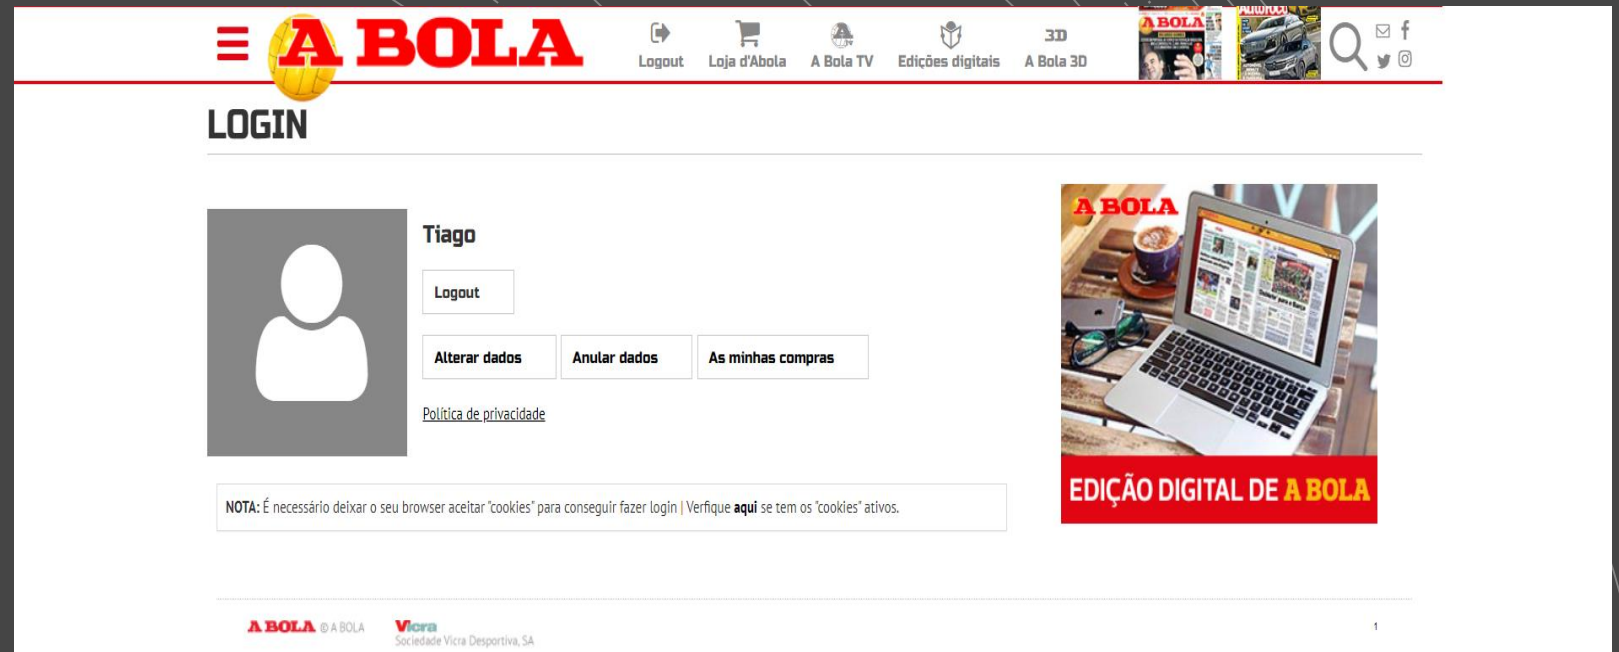 A BOLA
Logout
Loja d'Abola
A Bola TV
Edições digitais
3D
A Bola 3D
A BOLA
AUTOFOCO
LOGIN
Tiago
Logout
Alterar dados
Anular dados
As minhas compras
Política de privacidade
NOTA: É necessário deixar o seu browser aceitar "cookies" para conseguir fazer login | Verfique aqui se tem os "cookies" ativos.
A BOLA
EDIÇÃO DIGITAL DE A BOLA
A BOLA © A BOLA
Vicra
Sociedade Vicra Desportiva, SA
1